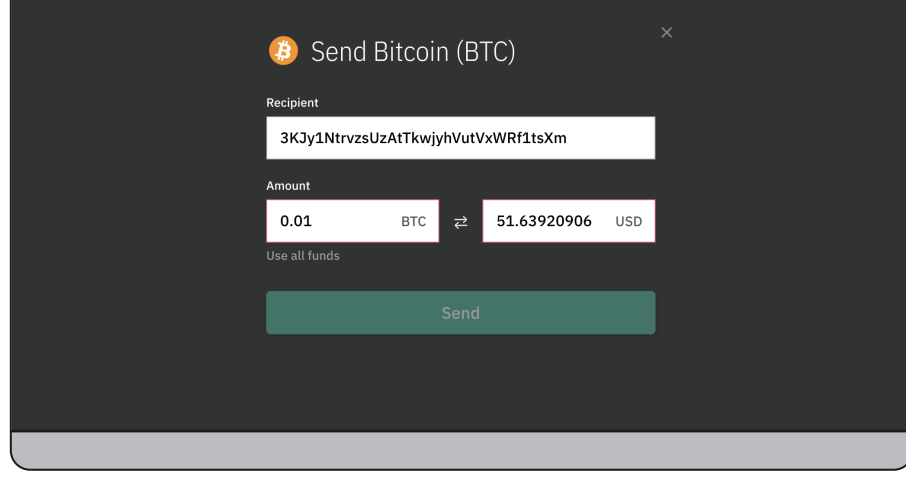 Send Bitcoin (BTC)
Recipient
3KJy1NtrvzsUzAtTkwjyhVutVxWRf1tsXm
Amount
0.01 BTC ⇄ 51.63920906 USD
Use all funds
Send